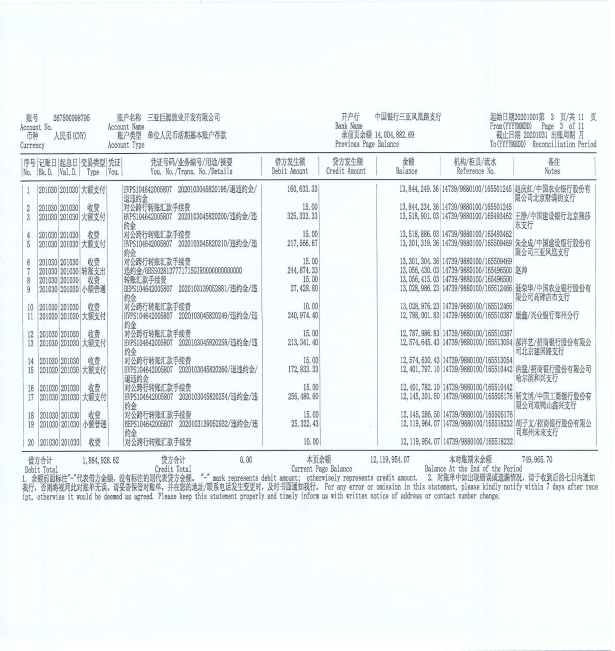 账号 267500098795 账户名称 三亚巨源旅业开发有限公司 开户行 中国银行三亚凤凰路支行 起始日期20201001第 3 页/共 11 页
Account No. Account Name Bank Name From(YYYYMMDD) Page 3 of 11
币种 人民币(CNY) 账户类型 单位人民币活期基本账户存款 承前页余额 14,004,882.69 截止日期 20201031 出账周期 月
Currency Account Type Previous Page Balance To(YYYYMMDD) Reconciliation Period
序号 记账日 起息日 交易类型 凭证 凭证号码/业务编号/用途/摘要 借方发生额 贷方发生额 余额 机构/柜员/流水 备注
No. Bk.D. Val.D. Type Vou. Vou. No./Trans. No./Details Debit Amount Credit Amount Balance Reference No. Notes
1 201030 201030 大额支付 HVPS104642005807 2020103045820196/退违约金/ 160,633.33 13,844,249.36 14739/9880100/165501245 赵庆红/中国农业银行股份有
退违约金 限公司北京财满街支行
2 201030 201030 收费 对公跨行转账汇款手续费 15.00 13,844,234.36 14739/9880100/165501245
3 201030 201030 大额支付 HVPS104642005807 2020103045820200/违约金/违 325,333.33 13,518,901.03 14739/9880100/165493462 王静/中国建设银行北京
约金 东支行
4 201030 201030 收费 对公跨行转账汇款手续费 15.00 13,518,886.03 14739/9880100/165493462
5 201030 201030 大额支付 HVPS104642005807 2020103045820210/违约金/违 217,566.67 13,301,319.36 14739/9880100/165509469 朱会成/中国建设银行股份有
约金 限公司三亚凤凰支行
6 201030 201030 收费 对公跨行转账汇款手续费 15.00 13,301,304.36 14739/9880100/165509469
7 201030 201030 转账支出 违约金/OBSS028137771715GIRO000000000000 244,874.33 13,056,430.03 14739/9880100/165496500 赵帅
8 201030 201030 收费 转账汇款手续费 15.00 13,056,415.03 14739/9880100/165496500
9 201030 201030 小额普通 BEPS104642005807 2020103139052881/违约金/违 27,428.80 13,028,986.23 14739/9880100/165512466 聂荣华/中国农业银行股份有
约金 限公司高碑店市支行
10 201030 201030 收费 对公跨行转账汇款手续费 10.00 13,028,976.23 14739/9880100/165512466
11 201030 201030 大额支付 HVPS104642005807 2020103045820249/违约金/违 240,974.40 12,788,001.83 14739/9880100/165510387 康鑫/兴业银行郑州分行
约金
12 201030 201030 收费 对公跨行转账汇款手续费 15.00 12,787,986.83 14739/9880100/165510387
13 201030 201030 大额支付 HVPS104642005807 2020103045820258/违约金/违 213,341.40 12,574,645.43 14739/9880100/165513054 郝萍艺/招商银行股份有限公
约金 司北京建国路支行
14 201030 201030 收费 对公跨行转账汇款手续费 15.00 12,574,630.43 14739/9880100/165513054
15 201030 201030 大额支付 HVPS104642005807 2020103045820260/退违约金/ 172,833.33 12,401,797.10 14739/9880100/165510442 洪盛/招商银行股份有限公司
退违约金 哈尔滨和兴支行
16 201030 201030 收费 对公跨行转账汇款手续费 15.00 12,401,782.10 14739/9880100/165510442
17 201030 201030 大额支付 HVPS104642005807 2020103045820254/违约金/违 256,480.60 12,145,301.50 14739/9880100/165505176 靳文博/中国工商银行股份有
约金 限公司双鸭山鑫兴支行
18 201030 201030 收费 对公跨行转账汇款手续费 15.00 12,145,286.50 14739/9880100/165505176
19 201030 201030 小额普通 BEPS104642005807 2020103139052932/违约金/违 25,322.43 12,119,964.07 14739/9880100/165518232 胡子文/招商银行股份有限公
约金 司郑州未来支行
20 201030 201030 收费 对公跨行转账汇款手续费 10.00 12,119,954.07 14739/9880100/165518232
借方合计 1,884,928.62 贷方合计 0.00 本页余额 12,119,954.07 本对账期末余额 749,965.70
Debit Total Credit Total Current Page Balance Balance At the End of the Period
1. 余额前面标注"-"代表借方金额，没有标注的则代表贷方金额。 "-" mark represents debit amount; otherwisely represents credit amount. 2. 对账单中如出现错误或遗漏情况，请于收到后的七日内通知
我行，否则将视同此对账单无误。请妥善保管对账单，并在您的地址/联系电话发生变更时，及时书面通知我行。 For any error or omission in this statement, please kindly notify within 7 days after rece
ipt, otherwise it would be deemed as agreed. Please keep this statement properly and timely inform us with written notice of address or contact number change.